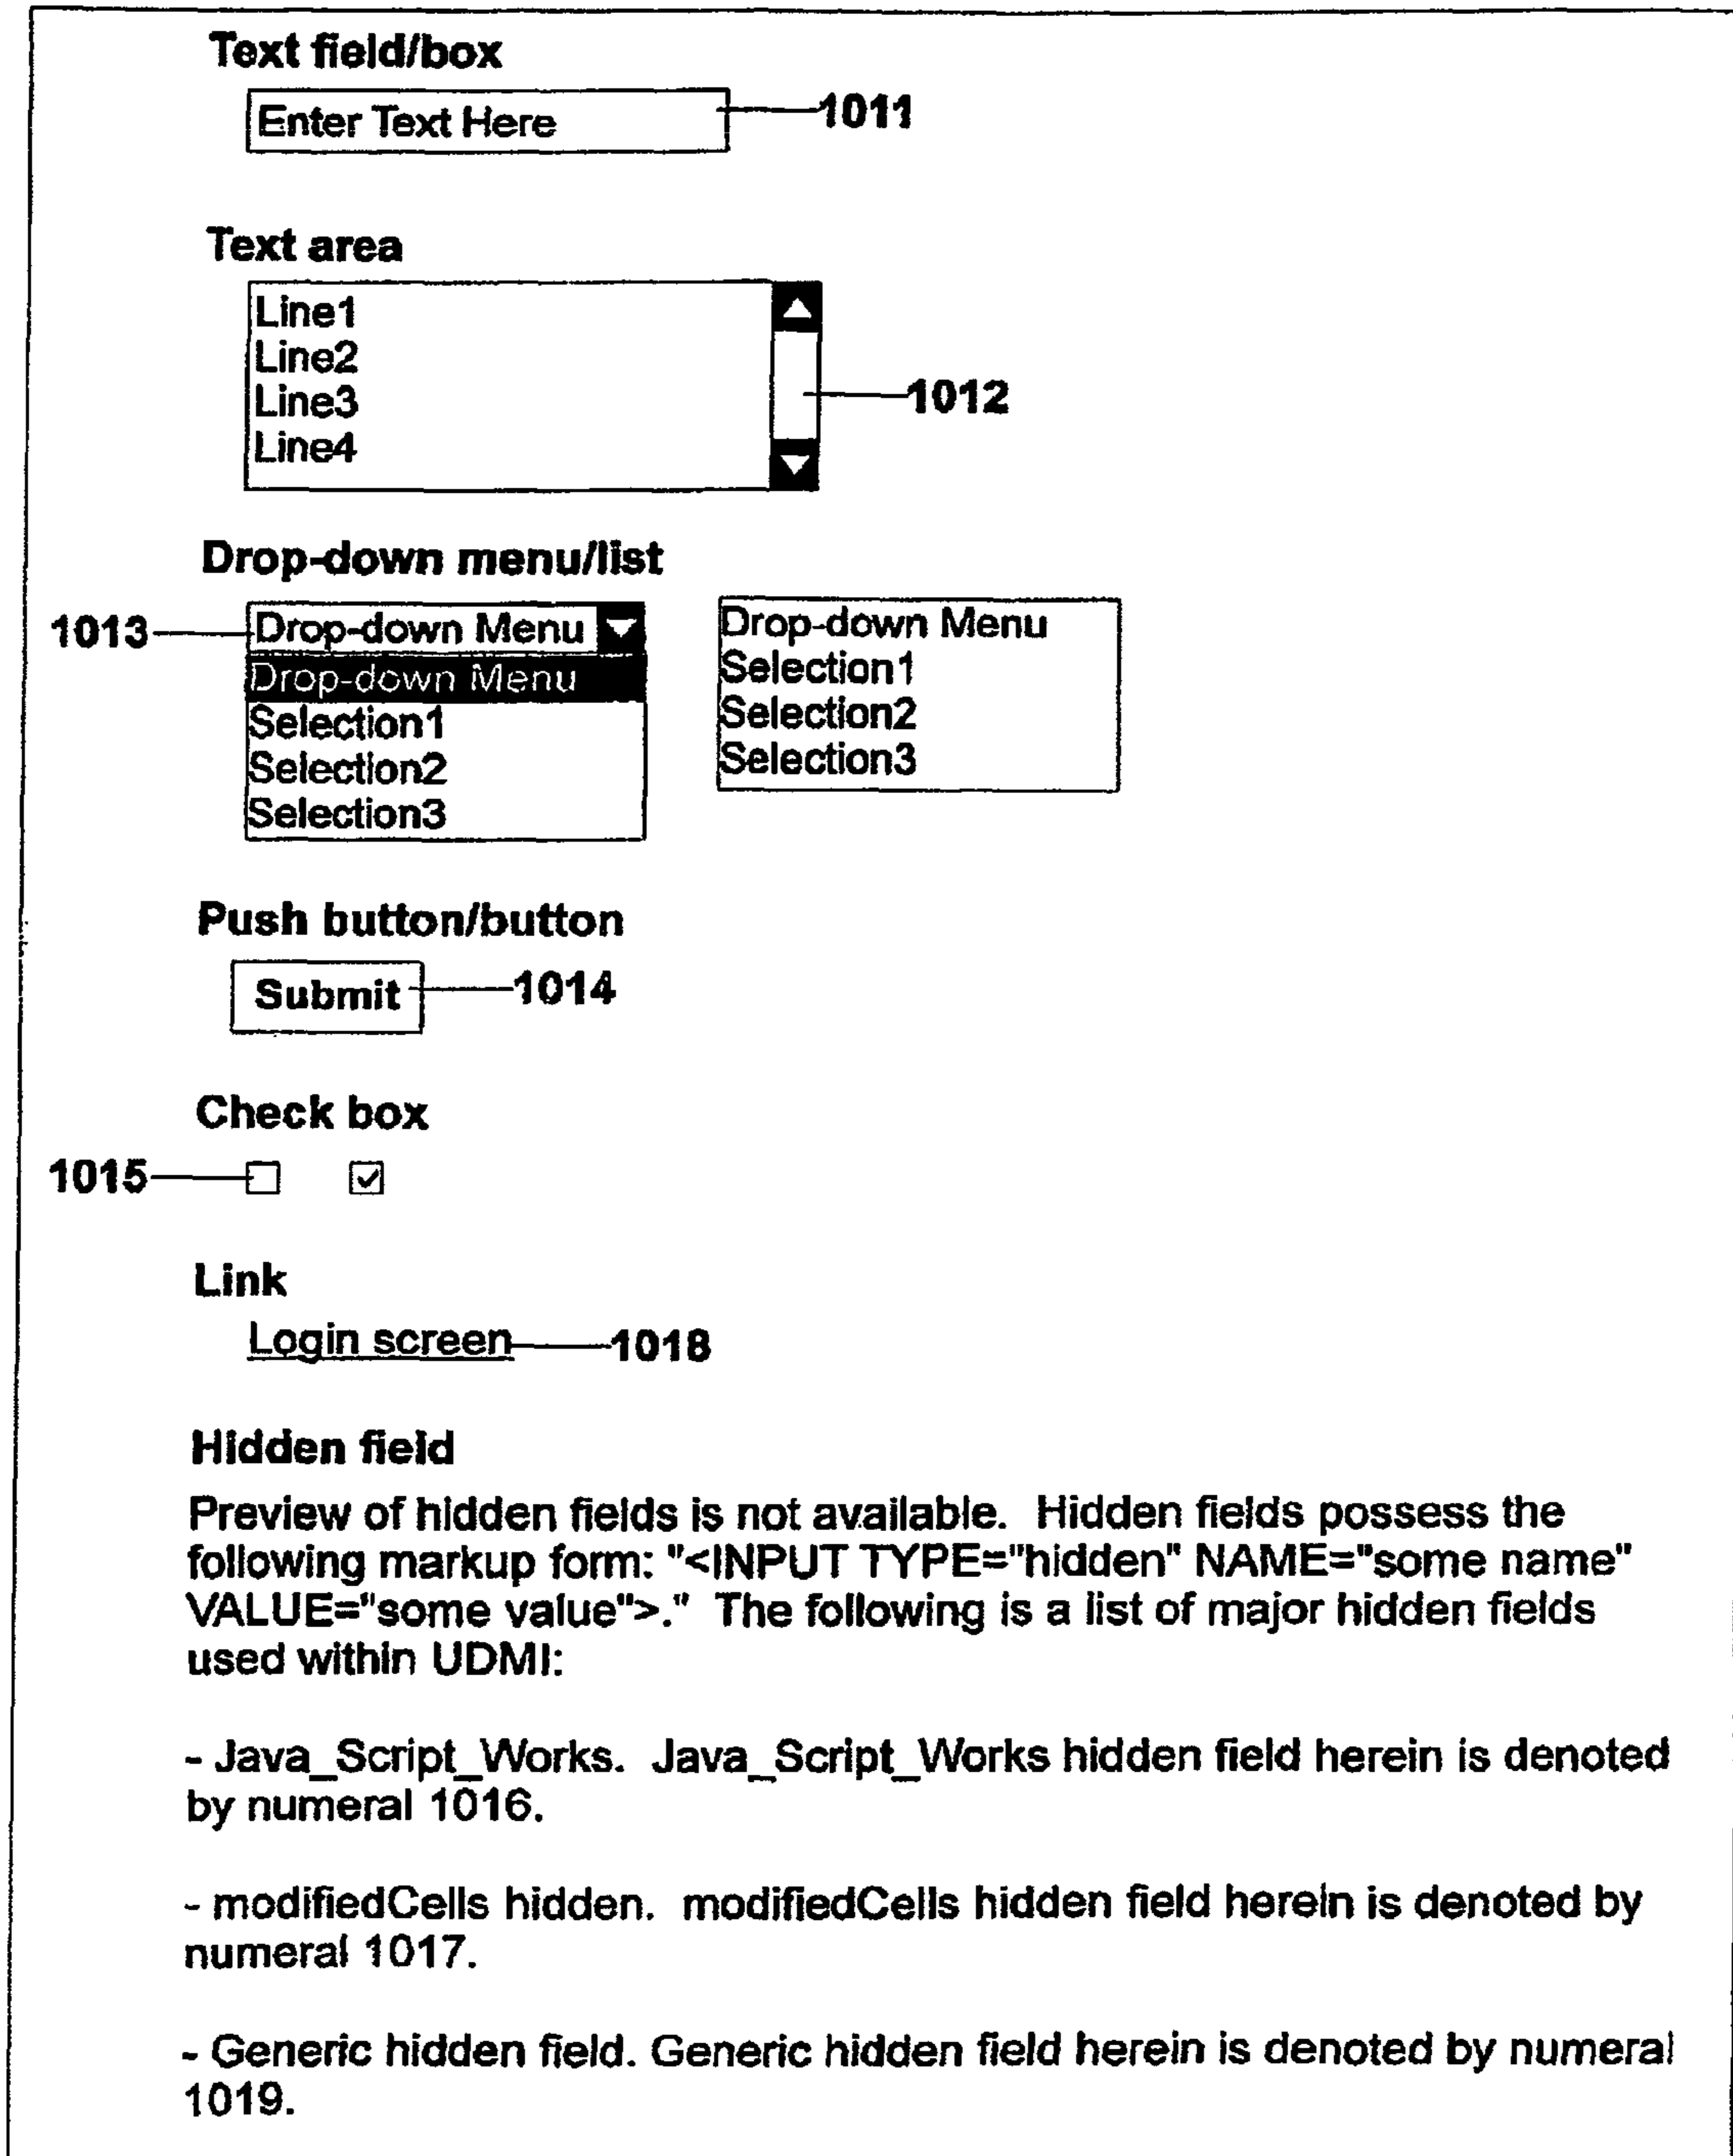 Text field/box
Enter Text Here
1011
Text area
Line1
Line2
Line3
Line4
1012
Drop-down menu/list
1013
Drop-down Menu
Drop-down Menu
Selection1
Selection2
Selection3
Drop-down Menu
Selection1
Selection2
Selection3
Push button/button
Submit
1014
Check box
1015
Link
Login screen
1018
Hidden field
Preview of hidden fields is not available. Hidden fields possess the
following markup form: "<INPUT TYPE="hidden" NAME="some name"
VALUE="some value">." The following is a list of major hidden fields
used within UDMI:
- Java_Script_Works. Java_Script_Works hidden field herein is denoted
by numeral 1016.
- modifiedCells hidden. modifiedCells hidden field herein is denoted by
numeral 1017.
- Generic hidden field. Generic hidden field herein is denoted by numeral
1019.